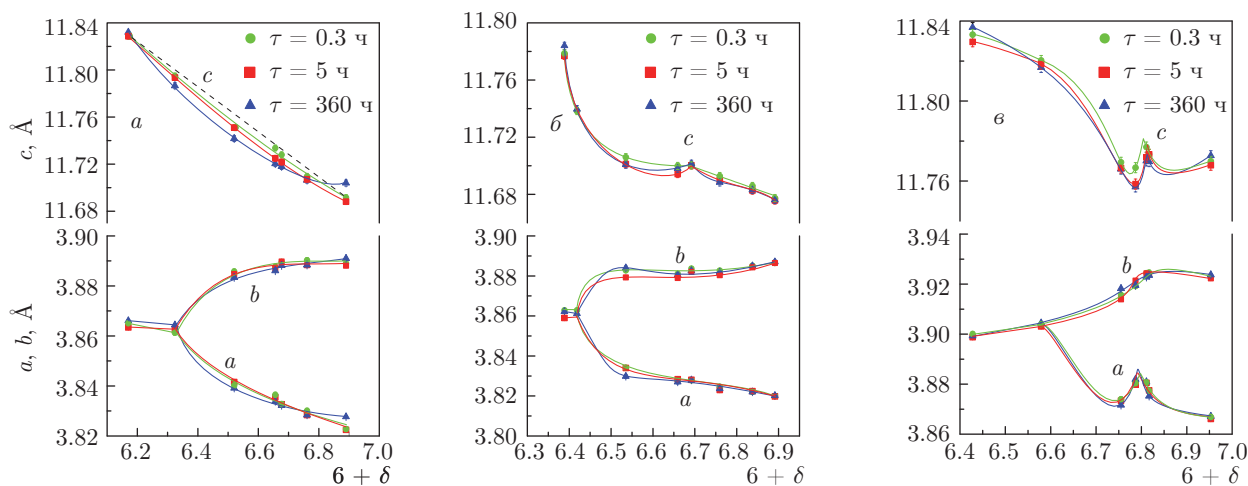 11.84
11.80
11.76
11.72
11.68
3.90
3.88
3.86
3.84
3.82
c, Å
a, b, Å
τ = 0.3 ч
τ = 5 ч
τ = 360 ч
c
а
b
a
6.2 6.4 6.6 6.8 7.0
6 + δ
11.80
11.76
11.72
11.68
3.90
3.88
3.86
3.84
3.82
3.80
τ = 0.3 ч
τ = 5 ч
τ = 360 ч
б
c
b
a
6.3 6.4 6.5 6.6 6.7 6.8 6.9
6 + δ
11.84
11.80
11.76
3.94
3.92
3.90
3.88
3.86
τ = 0.3 ч
τ = 5 ч
τ = 360 ч
в
c
b
a
6.4 6.5 6.6 6.7 6.8 6.9 7.0
6 + δ